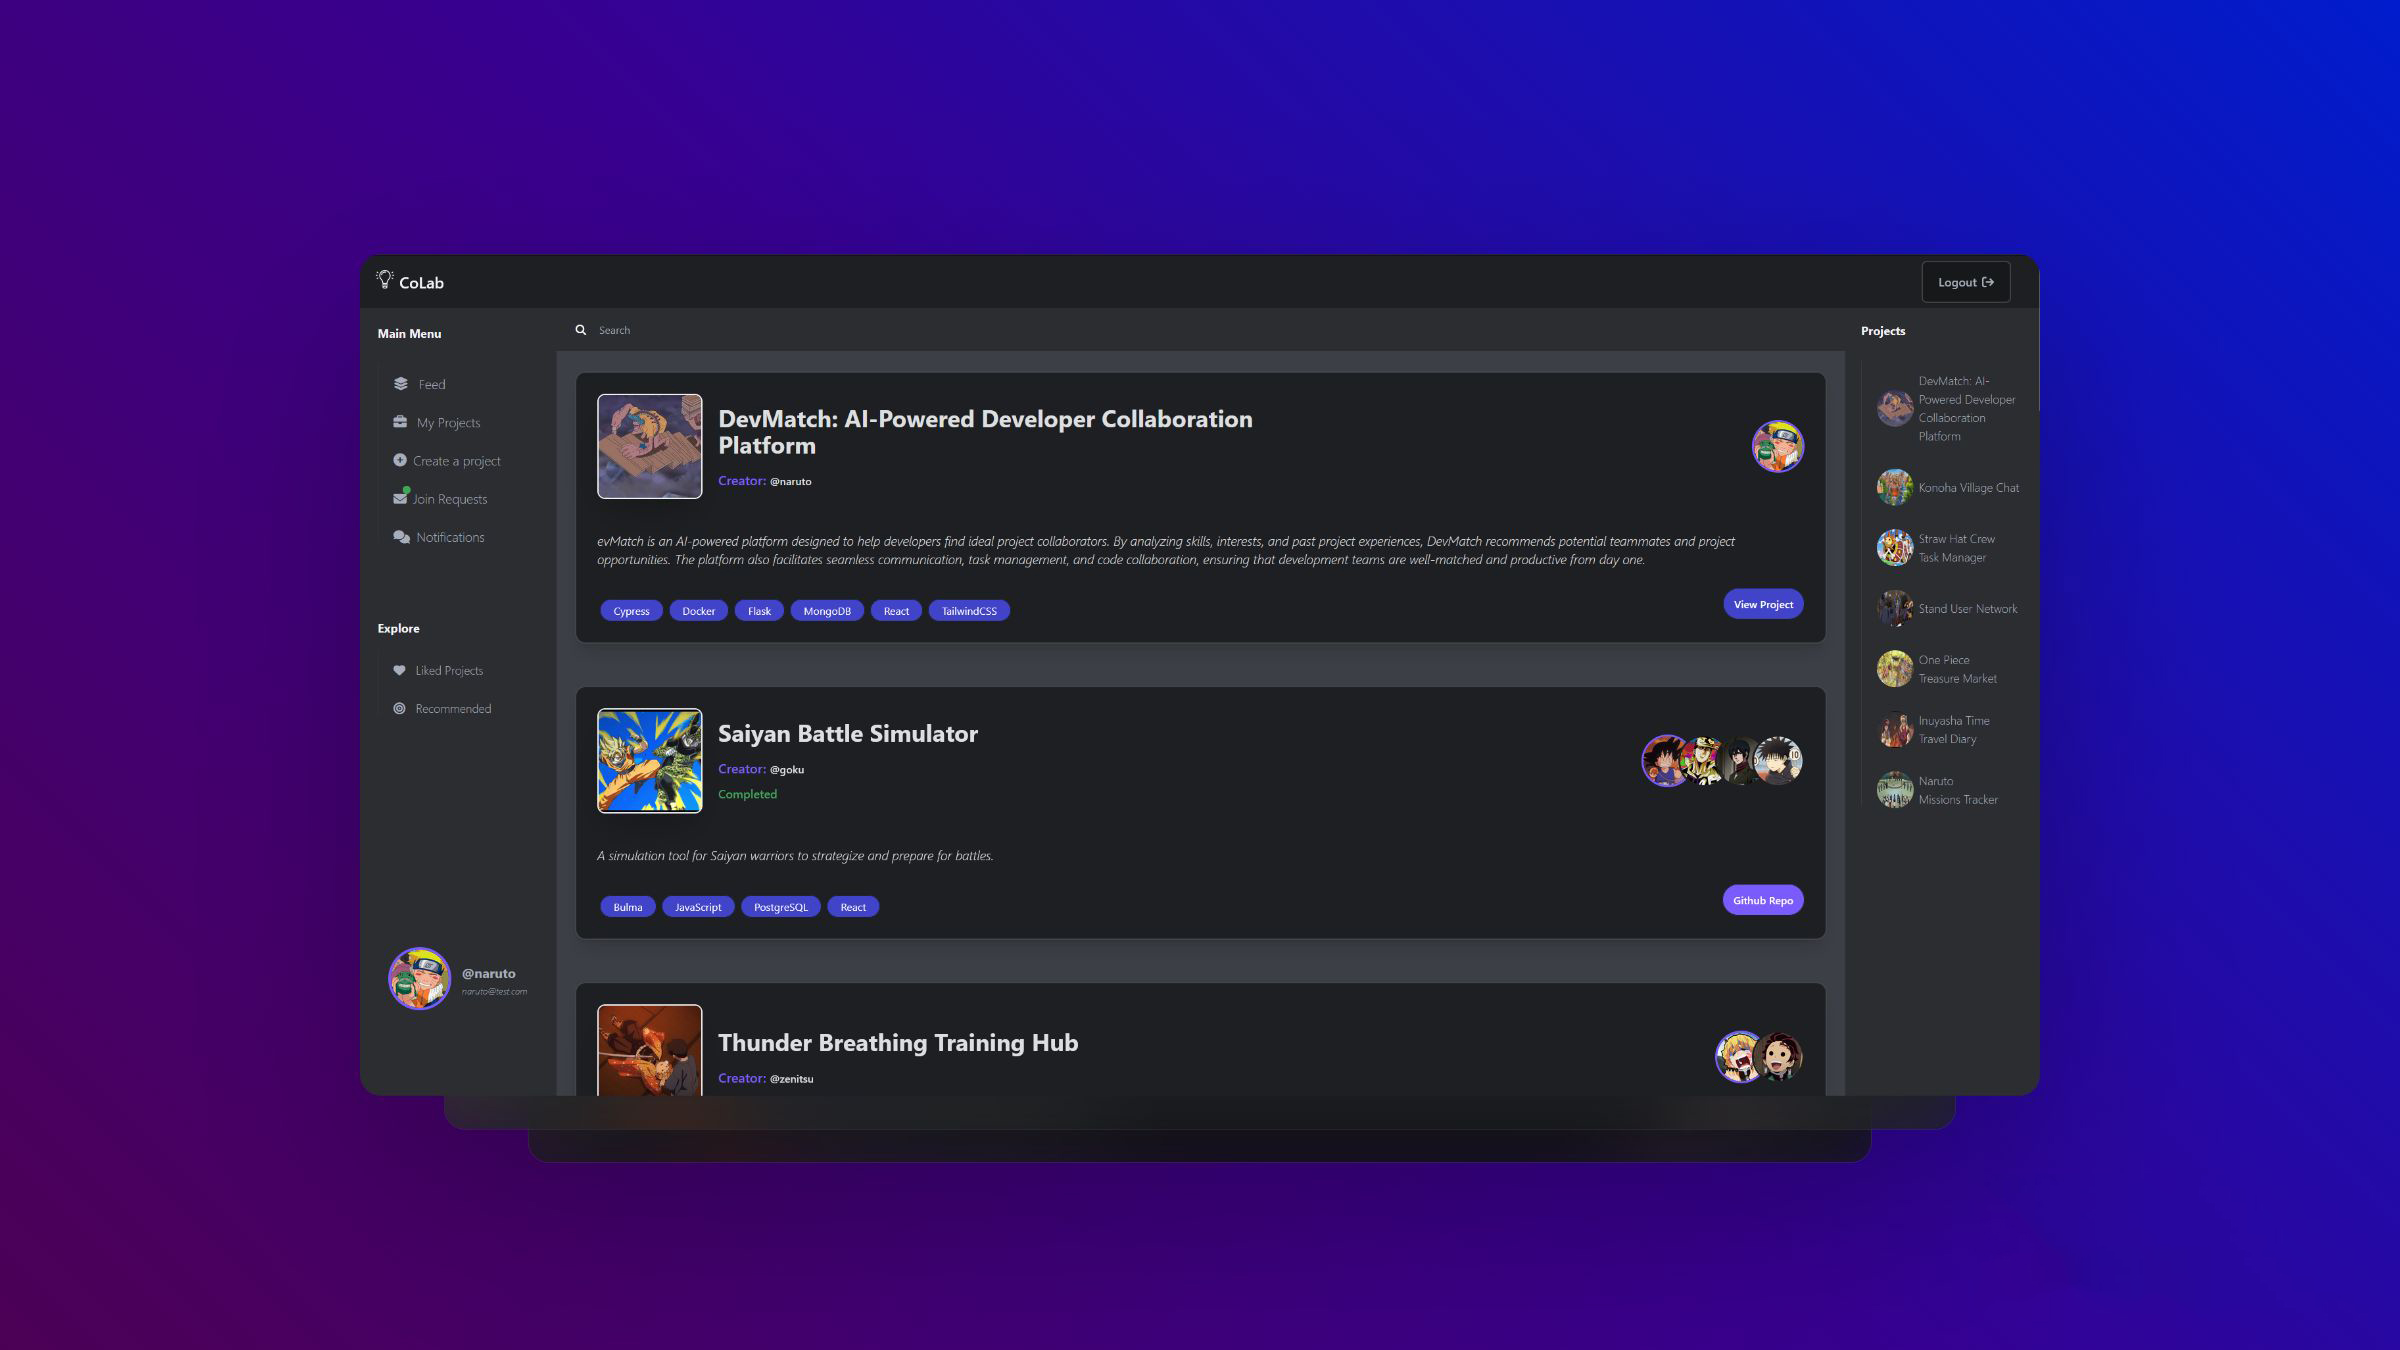 CoLab
Logout
Main Menu
Feed
My Projects
Create a project
Join Requests
Notifications
Explore
Liked Projects
Recommended
@naruto
naruto@test.com
Search
DevMatch: AI-Powered Developer Collaboration
Platform
Creator: @naruto
evMatch is an AI-powered platform designed to help developers find ideal project collaborators. By analyzing skills, interests, and past project experiences, DevMatch recommends potential teammates and project
opportunities. The platform also facilitates seamless communication, task management, and code collaboration, ensuring that development teams are well-matched and productive from day one.
Cypress Docker Flask MongoDB React TailwindCSS
View Project
Saiyan Battle Simulator
Creator: @goku
Completed
A simulation tool for Saiyan warriors to strategize and prepare for battles.
Bulma JavaScript PostgreSQL React
Github Repo
Thunder Breathing Training Hub
Creator: @zenitsu
Projects
DevMatch: AI-
Powered Developer
Collaboration
Platform
Konoha Village Chat
Straw Hat Crew
Task Manager
Stand User Network
One Piece
Treasure Market
Inuyasha Time
Travel Diary
Naruto
Missions Tracker